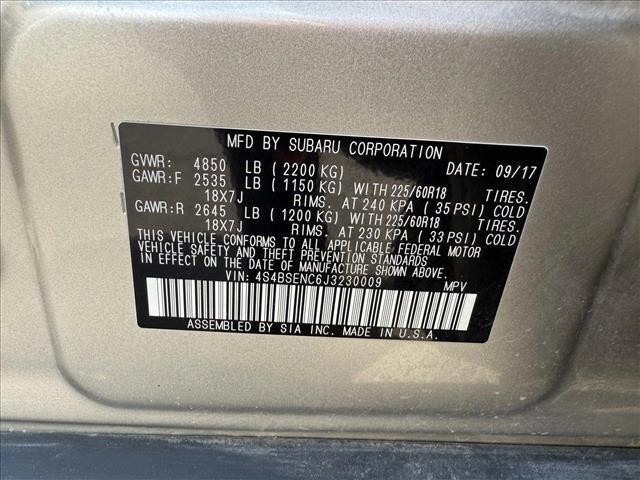 MFD BY SUBARU CORPORATION
GVWR: 4850 LB (2200 KG) DATE: 09/17
GAWR:F 2535 LB (1150 KG) WITH 225/60R18 TIRES.
18X7J RIMS. AT 240 KPA (35 PSI) COLD
GAWR:R 2645 LB (1200 KG) WITH 225/60R18 TIRES.
18X7J RIMS. AT 230 KPA (33 PSI) COLD
THIS VEHICLE CONFORMS TO ALL APPLICABLE FEDERAL MOTOR
VEHICLE SAFETY AND THEFT PREVENTION STANDARDS
IN EFFECT ON THE DATE OF MANUFACTURE SHOWN ABOVE.
VIN: 4S4BSENC6J3230009 MPV
ASSEMBLED BY SIA INC. MADE IN U.S.A.